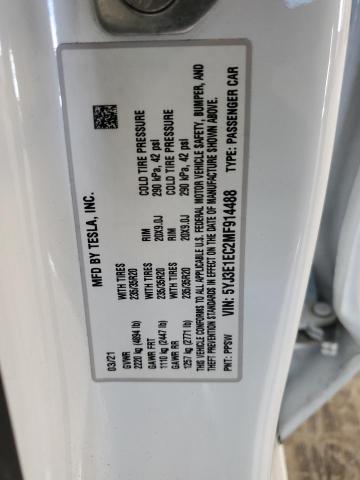 MFD BY TESLA, INC.
03/21
GVWR
2220 kg (4894 lb)
GAWR FRT WITH TIRES RIM COLD TIRE PRESSURE
1110 kg (2447 lb) 235/35R20 20X9.0J 290 kPa, 42 psi
GAWR RR WITH TIRES RIM COLD TIRE PRESSURE
1257 kg (2771 lb) 235/35R20 20X9.0J 290 kPa, 42 psi
THIS VEHICLE CONFORMS TO ALL APPLICABLE U.S. FEDERAL MOTOR VEHICLE SAFETY, BUMPER, AND
THEFT PREVENTION STANDARDS IN EFFECT ON THE DATE OF MANUFACTURE SHOWN ABOVE.
VIN: 5YJ3E1EC2MF914488 TYPE: PASSENGER CAR
PNT: PPSW